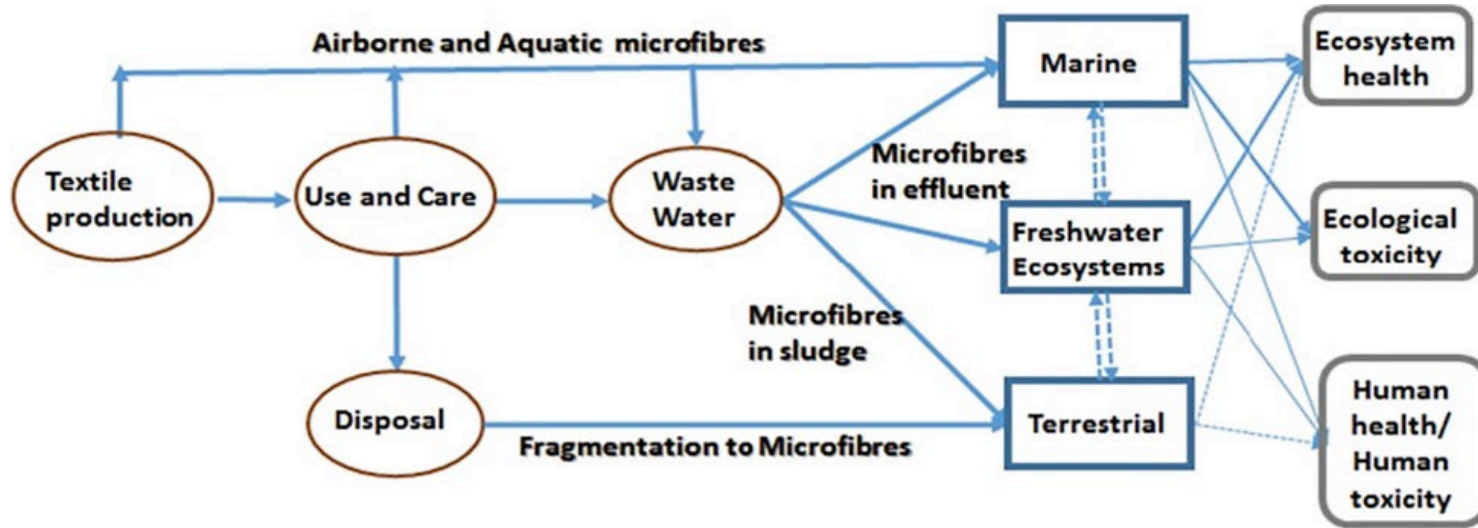 Airborne and Aquatic microfibres
Textile
production
Use and Care
Waste
Water
Disposal
Microfibres
in effluent
Microfibres
in sludge
Fragmentation to Microfibres
Marine
Freshwater
Ecosystems
Terrestrial
Ecosystem
health
Ecological
toxicity
Human
health/
Human
toxicity